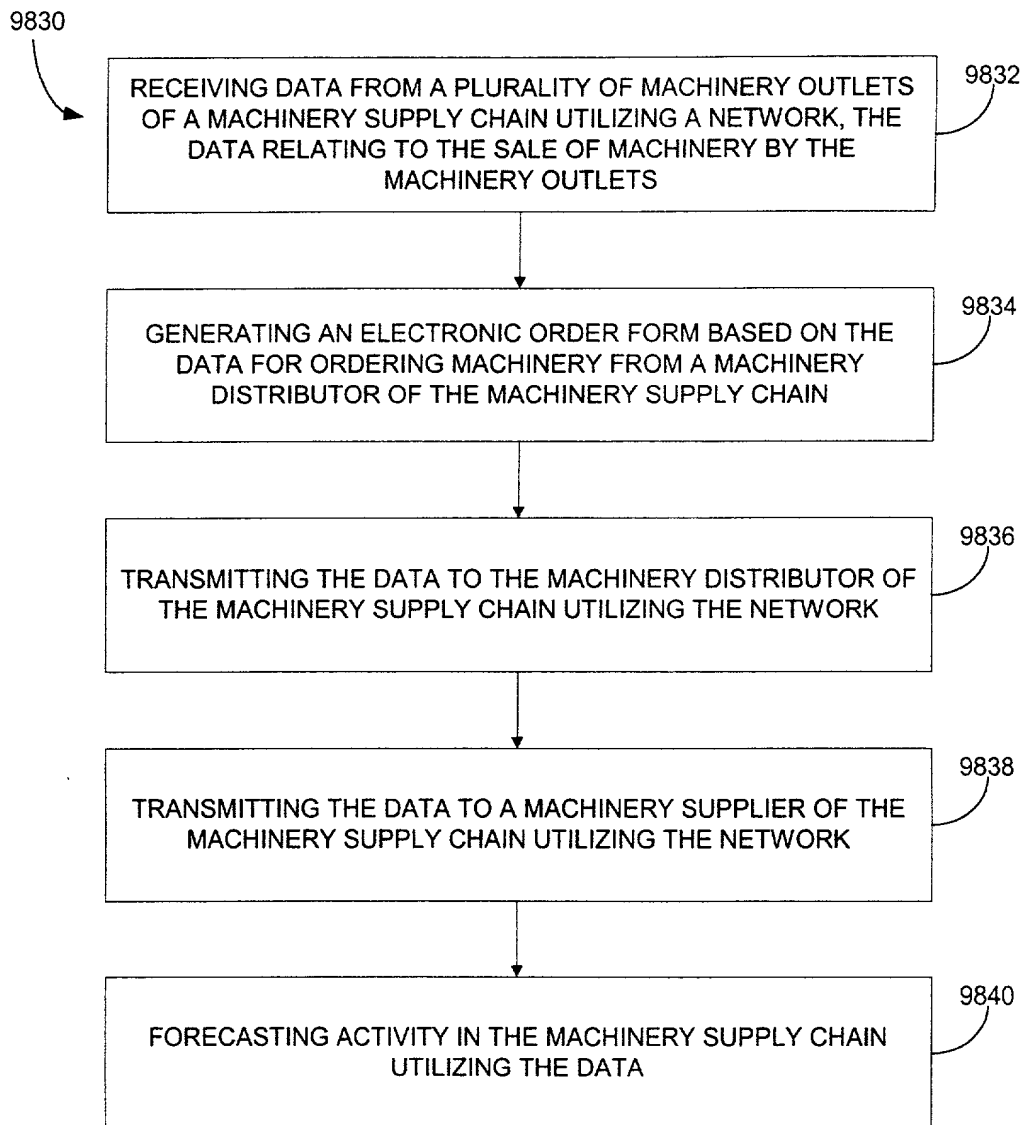 9830
RECEIVING DATA FROM A PLURALITY OF MACHINERY OUTLETS
OF A MACHINERY SUPPLY CHAIN UTILIZING A NETWORK, THE
DATA RELATING TO THE SALE OF MACHINERY BY THE
MACHINERY OUTLETS
9832
GENERATING AN ELECTRONIC ORDER FORM BASED ON THE
DATA FOR ORDERING MACHINERY FROM A MACHINERY
DISTRIBUTOR OF THE MACHINERY SUPPLY CHAIN
9834
TRANSMITTING THE DATA TO THE MACHINERY DISTRIBUTOR OF
THE MACHINERY SUPPLY CHAIN UTILIZING THE NETWORK
9836
TRANSMITTING THE DATA TO A MACHINERY SUPPLIER OF THE
MACHINERY SUPPLY CHAIN UTILIZING THE NETWORK
9838
FORECASTING ACTIVITY IN THE MACHINERY SUPPLY CHAIN
UTILIZING THE DATA
9840